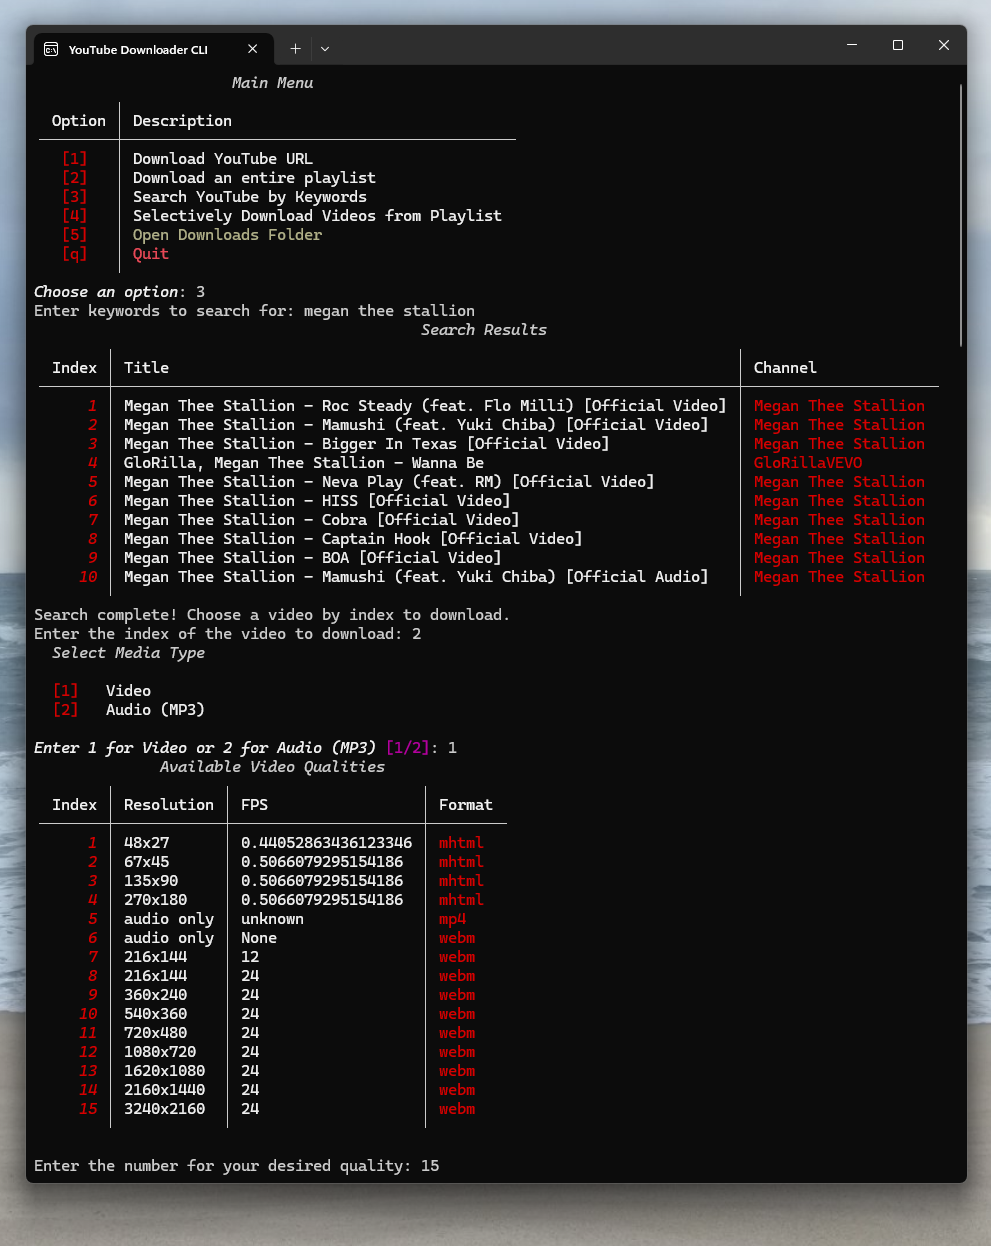 YouTube Downloader CLI
Main Menu
Option Description
[1] Download YouTube URL
[2] Download an entire playlist
[3] Search YouTube by Keywords
[4] Selectively Download Videos from Playlist
[5] Open Downloads Folder
[q] Quit
Choose an option: 3
Enter keywords to search for: megan thee stallion
Search Results
Index Title Channel
1 Megan Thee Stallion - Roc Steady (feat. Flo Milli) [Official Video] Megan Thee Stallion
2 Megan Thee Stallion - Mamushi (feat. Yuki Chiba) [Official Video] Megan Thee Stallion
3 Megan Thee Stallion - Bigger In Texas [Official Video] Megan Thee Stallion
4 GloRilla, Megan Thee Stallion - Wanna Be GloRillaVEVO
5 Megan Thee Stallion - Neva Play (feat. RM) [Official Video] Megan Thee Stallion
6 Megan Thee Stallion - HISS [Official Video] Megan Thee Stallion
7 Megan Thee Stallion - Cobra [Official Video] Megan Thee Stallion
8 Megan Thee Stallion - Captain Hook [Official Video] Megan Thee Stallion
9 Megan Thee Stallion - BOA [Official Video] Megan Thee Stallion
10 Megan Thee Stallion - Mamushi (feat. Yuki Chiba) [Official Audio] Megan Thee Stallion
Search complete! Choose a video by index to download.
Enter the index of the video to download: 2
Select Media Type
[1] Video
[2] Audio (MP3)
Enter 1 for Video or 2 for Audio (MP3) [1/2]: 1
Available Video Qualities
Index Resolution FPS Format
1 48x27 0.44052863436123346 mhtml
2 67x45 0.5066079295154186 mhtml
3 135x90 0.5066079295154186 mhtml
4 270x180 0.5066079295154186 mhtml
5 audio only unknown mp4
6 audio only None webm
7 216x144 12 webm
8 216x144 24 webm
9 360x240 24 webm
10 540x360 24 webm
11 720x480 24 webm
12 1080x720 24 webm
13 1620x1080 24 webm
14 2160x1440 24 webm
15 3240x2160 24 webm
Enter the number for your desired quality: 15